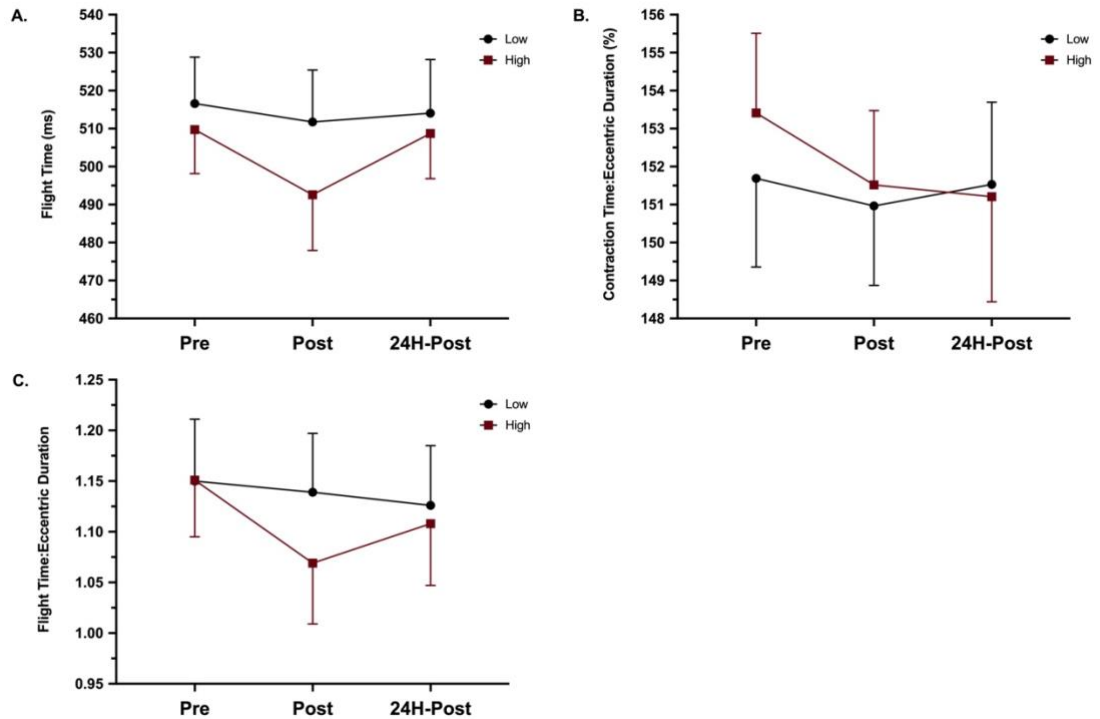 A.
Flight Time (ms)
540
530
520
510
500
490
480
470
460
Pre Post 24H-Post
Low
High
B.
Contraction Time:Eccentric Duration (%)
156
155
154
153
152
151
150
149
148
Pre Post 24H-Post
Low
High
C.
Flight Time:Eccentric Duration
1.25
1.20
1.15
1.10
1.05
1.00
0.95
Pre Post 24H-Post
Low
High